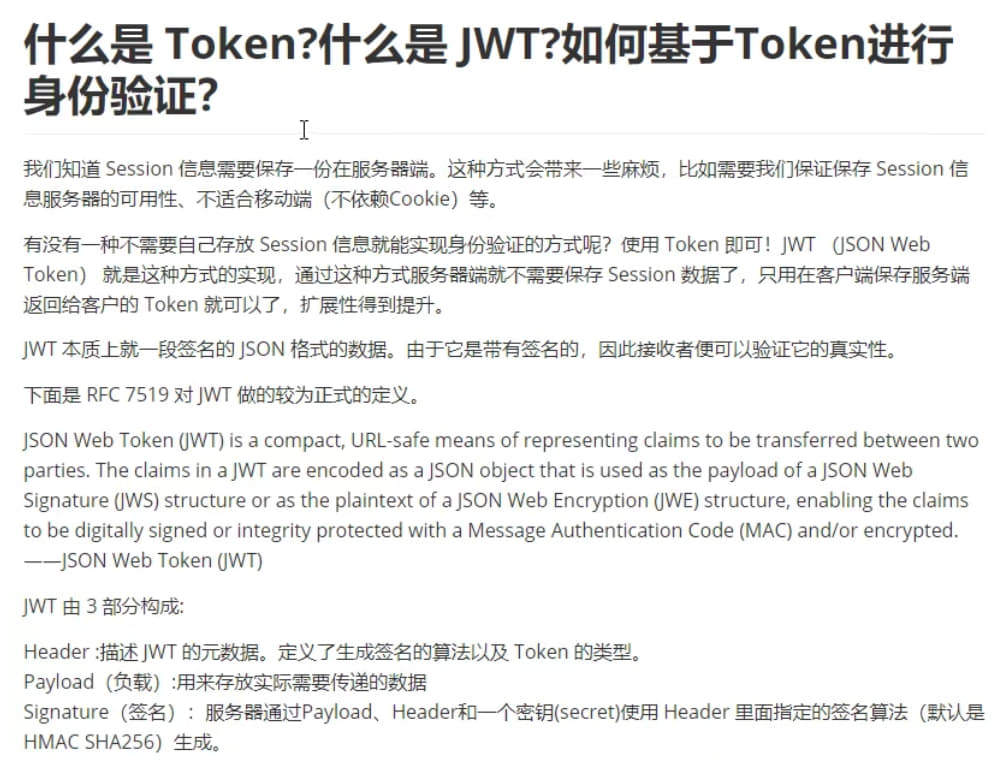 什么是 Token?什么是 JWT?如何基于Token进行
身份验证?
我们知道 Session 信息需要保存一份在服务器端。这种方式会带来一些麻烦，比如需要我们保证保存 Session 信
息服务器的可用性、不适合移动端（不依赖Cookie）等。
有没有一种不需要自己存放 Session 信息就能实现身份验证的方式呢？使用 Token 即可！JWT （JSON Web
Token） 就是这种方式的实现，通过这种方式服务器端就不需要保存 Session 数据了，只用在客户端保存服务端
返回给客户的 Token 就可以了，扩展性得到提升。
JWT 本质上就一段签名的 JSON 格式的数据。由于它是带有签名的，因此接收者便可以验证它的真实性。
下面是 RFC 7519 对 JWT 做的较为正式的定义。
JSON Web Token (JWT) is a compact, URL-safe means of representing claims to be transferred between two
parties. The claims in a JWT are encoded as a JSON object that is used as the payload of a JSON Web
Signature (JWS) structure or as the plaintext of a JSON Web Encryption (JWE) structure, enabling the claims
to be digitally signed or integrity protected with a Message Authentication Code (MAC) and/or encrypted.
——JSON Web Token (JWT)
JWT 由 3 部分构成:
Header :描述 JWT 的元数据。定义了生成签名的算法以及 Token 的类型。
Payload（负载）:用来存放实际需要传递的数据
Signature（签名）：服务器通过Payload、Header和一个密钥(secret)使用 Header 里面指定的签名算法（默认是
HMAC SHA256）生成。